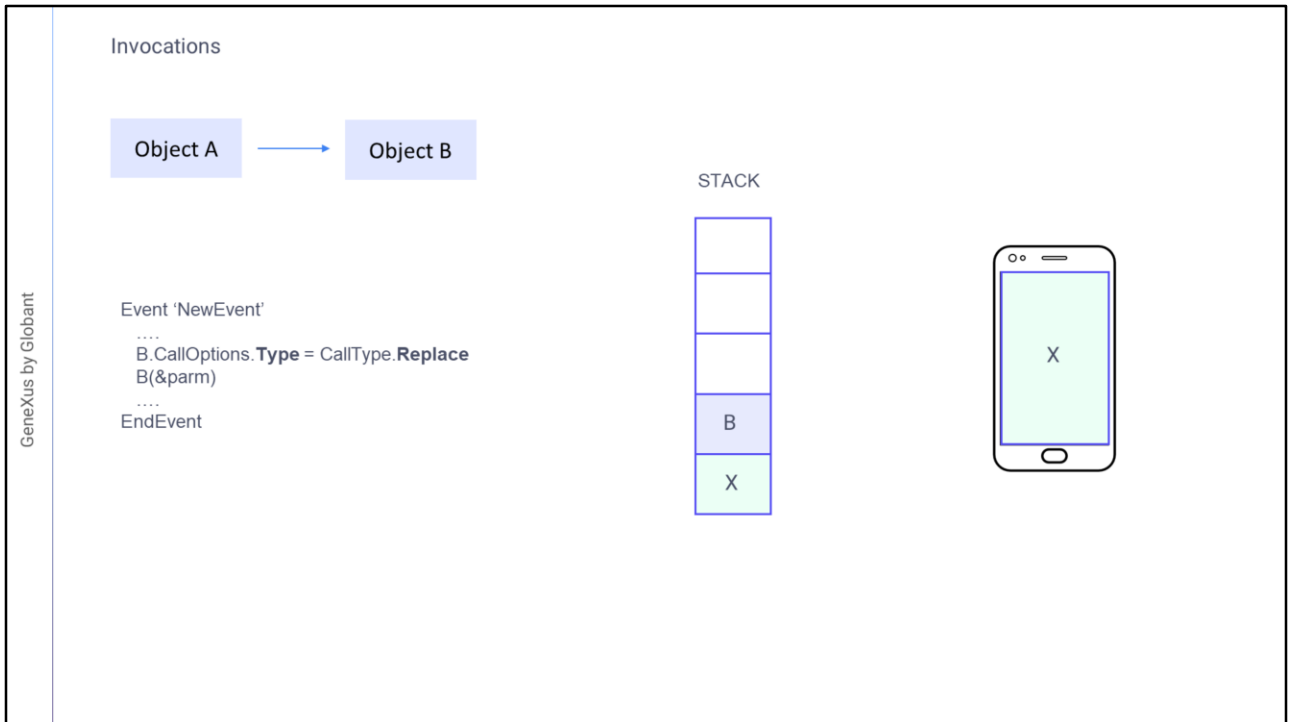 Invocations
Object A
Object B
STACK
Event ‘NewEvent’
....
B.CallOptions.Type = CallType.Replace
B(&parm)
....
EndEvent
B
X
X
GeneXus by Globant